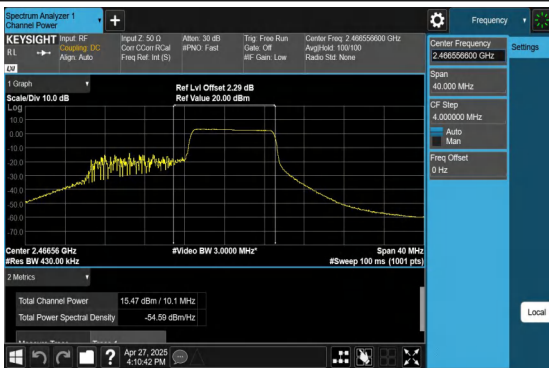 Spectrum Analyzer 1
Channel Power
Frequency
KEYSIGHT
RL
LXI
Input: RF
Coupling: DC
Align: Auto
Input Z: 50 Ω
Corr CCorr RCal
Freq Ref: Int (S)
Atten: 30 dB
#PNO: Fast
Trig: Free Run
Gate: Off
#IF Gain: Low
Center Freq: 2.466556000 GHz
Avg|Hold: 100/100
Radio Std: None
Center Frequency
2.466556600 GHz
Settings
Span
40.000 MHz
CF Step
4.000000 MHz
Auto
Man
Freq Offset
0 Hz
1 Graph
Scale/Div 10.0 dB
Ref Lvl Offset 2.29 dB
Ref Value 20.00 dBm
Log
10.0
0.00
-10.0
-20.0
-30.0
-40.0
-50.0
-60.0
-70.0
Center 2.46656 GHz
#Res BW 430.00 kHz
#Video BW 3.0000 MHz*
Span 40 MHz
#Sweep 100 ms (1001 pts)
2 Metrics
Total Channel Power
15.47 dBm / 10.1 MHz
Total Power Spectral Density
-54.59 dBm/Hz
Local
?
Apr 27, 2025
4:10:42 PM